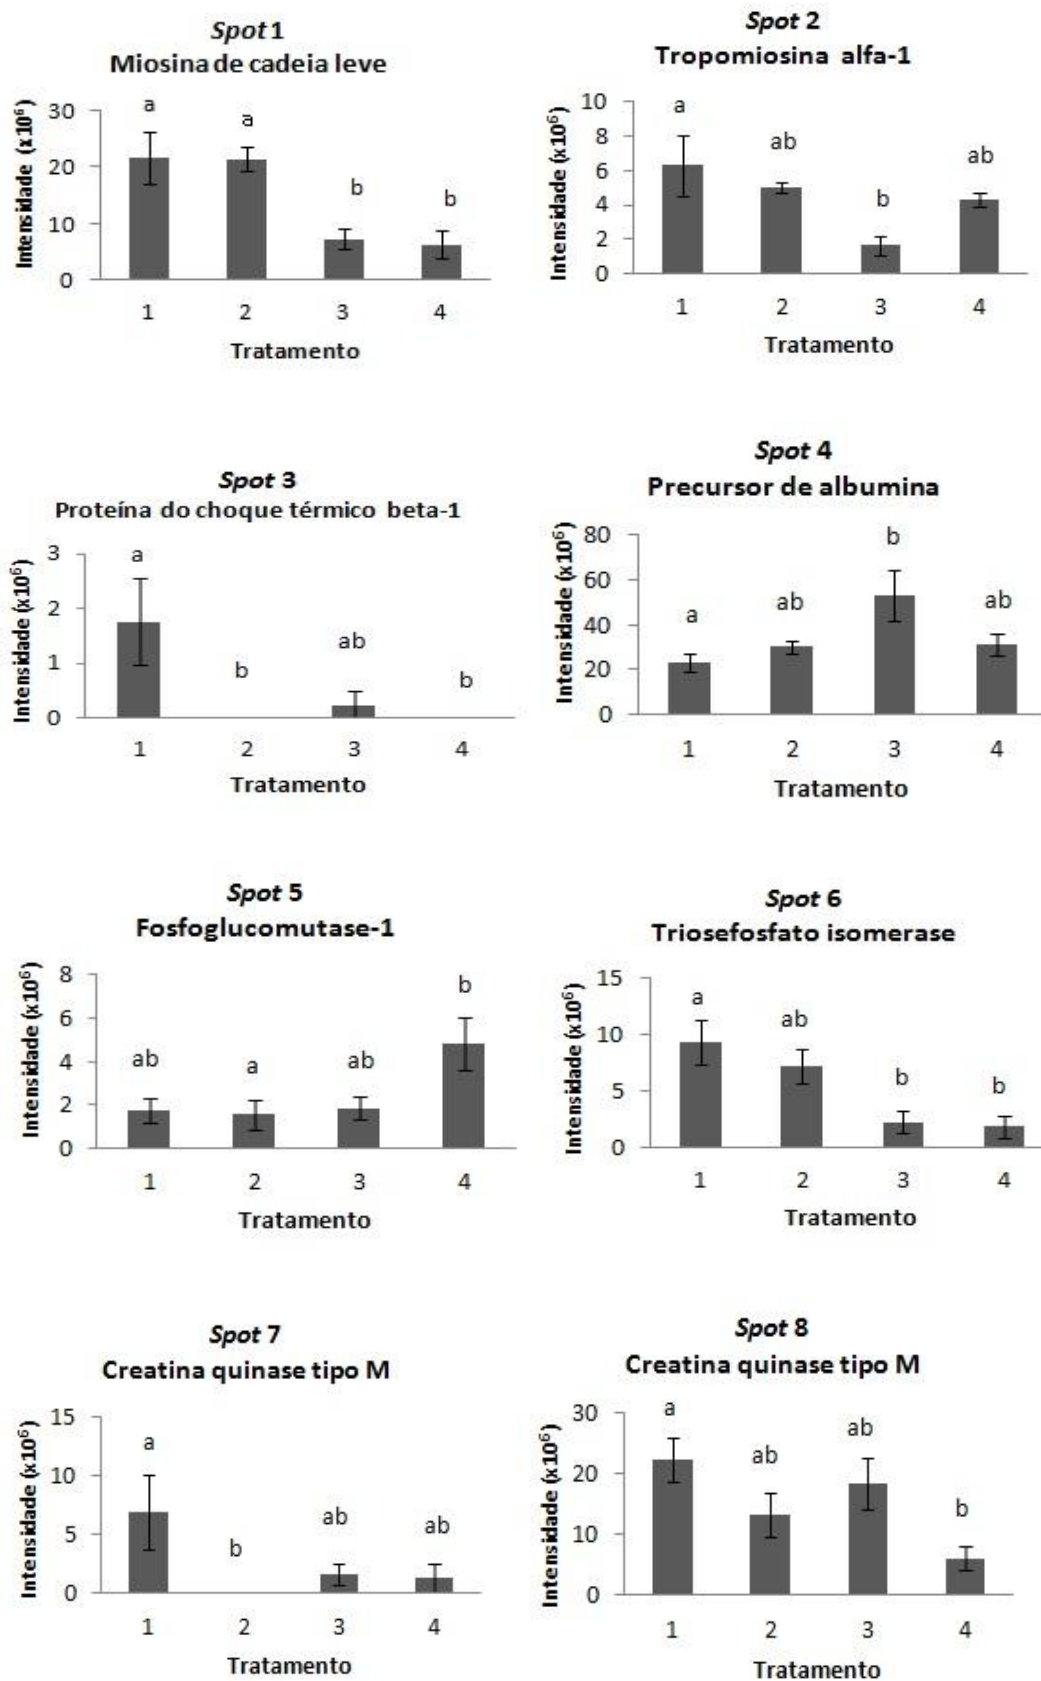 Spot 1
Miosina de cadeia leve
Intensidade (x10⁶)
30
20
10
0
a
a
b
b
1 2 3 4
Tratamento
Spot 2
Tropomiosina alfa-1
Intensidade (x10⁶)
10
8
6
4
2
0
a
ab
b
ab
1 2 3 4
Tratamento
Spot 3
Proteína do choque térmico beta-1
Intensidade (x10⁶)
3
2
1
0
a
b
ab
b
1 2 3 4
Tratamento
Spot 4
Precursor de albumina
Intensidade (x10⁶)
80
60
40
20
0
a
ab
b
ab
1 2 3 4
Tratamento
Spot 5
Fosfoglucomutase-1
Intensidade (x10⁶)
8
6
4
2
0
ab
a
ab
b
1 2 3 4
Tratamento
Spot 6
Triosefosfato isomerase
Intensidade (x10⁶)
15
10
5
0
a
ab
b
b
1 2 3 4
Tratamento
Spot 7
Creatina quinase tipo M
Intensidade (x10⁶)
15
10
5
0
a
b
ab
ab
1 2 3 4
Tratamento
Spot 8
Creatina quinase tipo M
Intensidade (x10⁶)
30
20
10
0
a
ab
ab
b
1 2 3 4
Tratamento